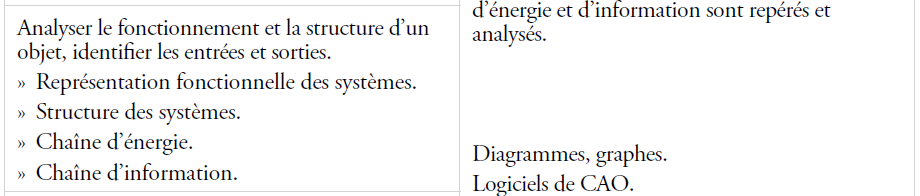 Analyser le fonctionnement et la structure d’un
objet, identifier les entrées et sorties.
» Représentation fonctionnelle des systèmes.
» Structure des systèmes.
» Chaîne d’énergie.
» Chaîne d’information.
d’énergie et d’information sont repérés et
analysés.
Diagrammes, graphes.
Logiciels de CAO.